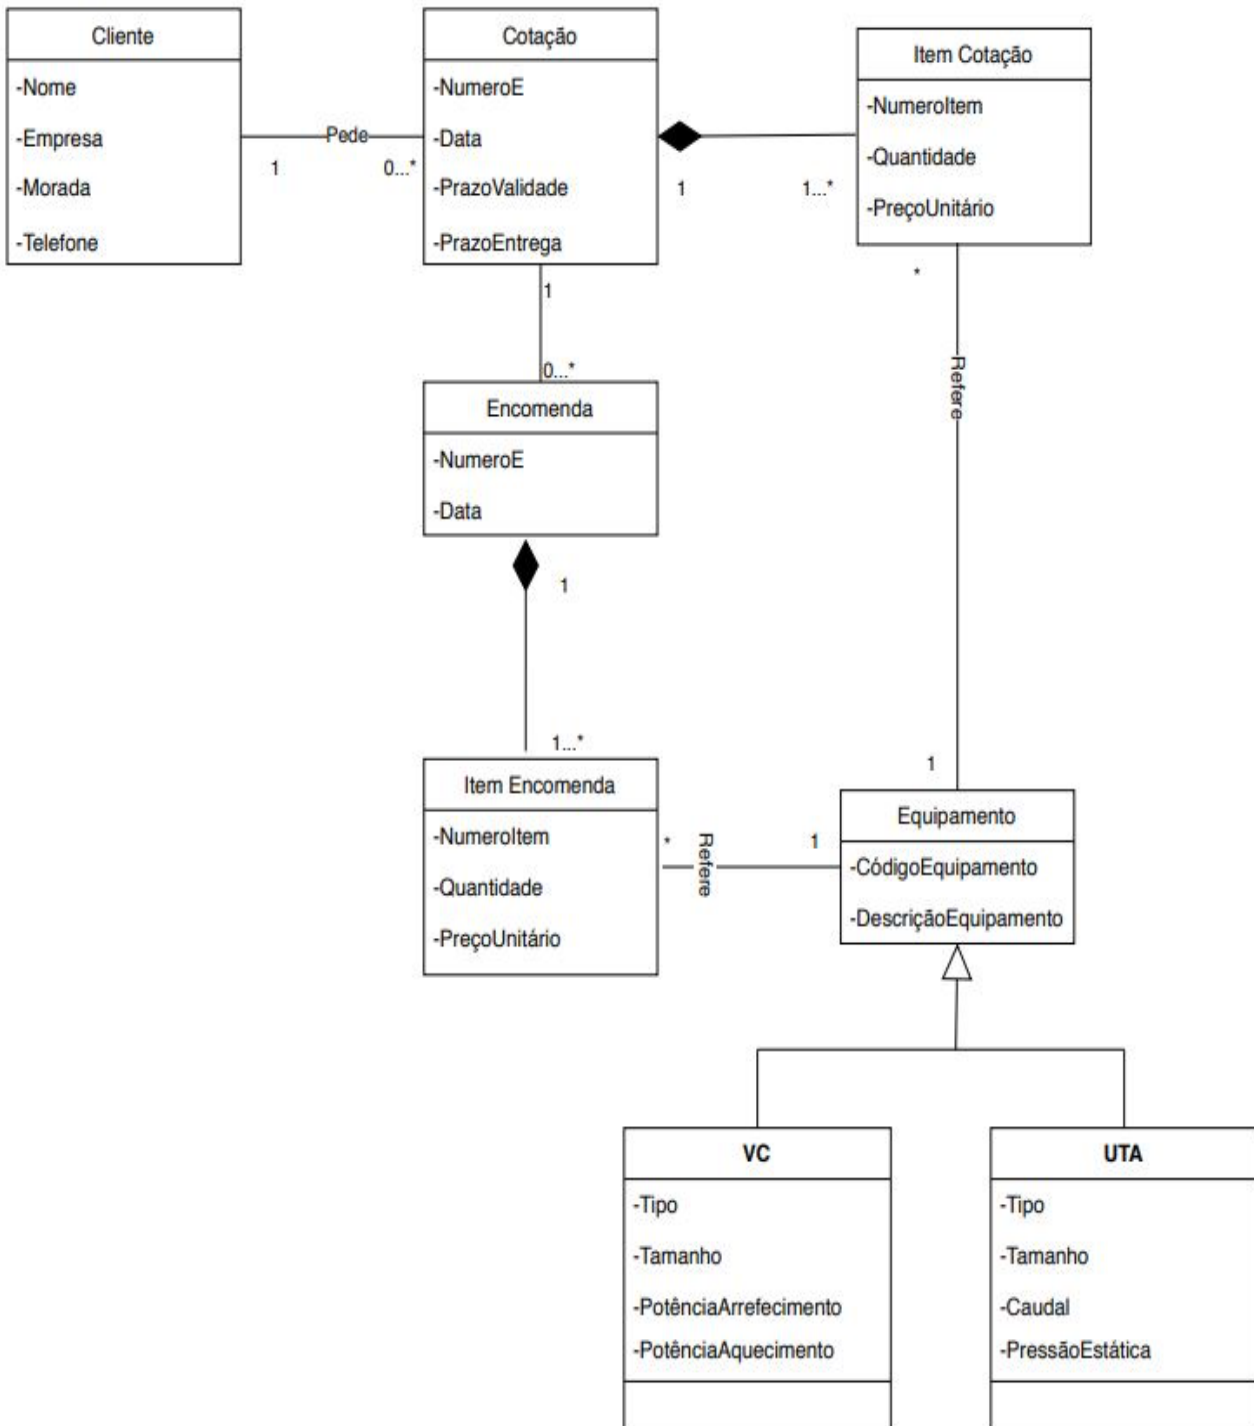 Cliente
-Nome
-Empresa
-Morada
-Telefone
Pede
1
0...*
Cotação
-NumeroE
-Data
-PrazoValidade
-PrazoEntrega
1
1...*
Item Cotação
-NumeroItem
-Quantidade
-PreçoUnitário
*
Refere
1
1
0...*
Encomenda
-NumeroE
-Data
1
1...*
Item Encomenda
-NumeroItem
-Quantidade
-PreçoUnitário
*
Refere
1
Equipamento
-CódigoEquipamento
-DescriçãoEquipamento
VC
-Tipo
-Tamanho
-PotênciaArrefecimento
-PotênciaAquecimento
UTA
-Tipo
-Tamanho
-Caudal
-PressãoEstática